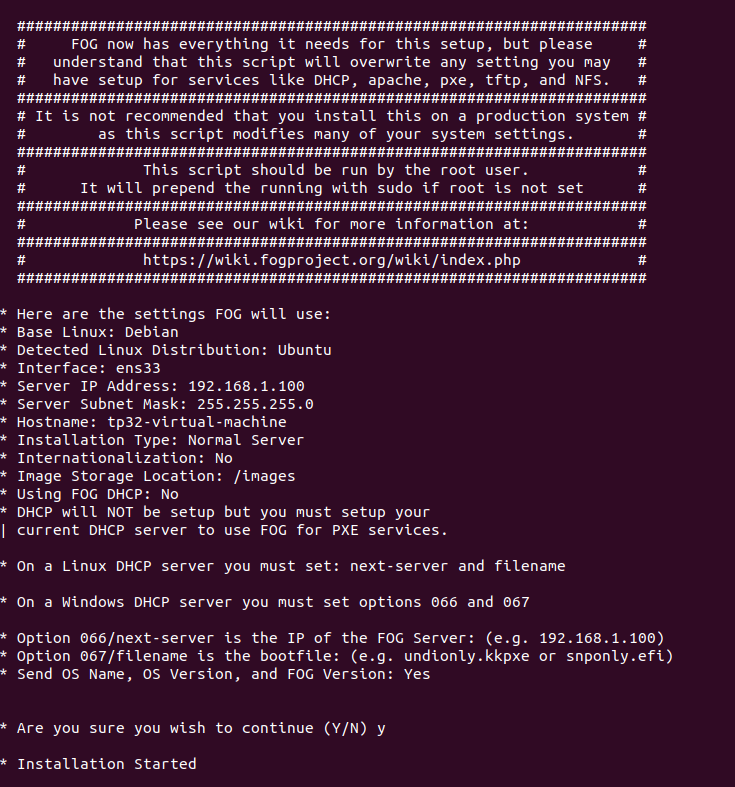 ######################################################################
#     FOG now has everything it needs for this setup, but please     #
#   understand that this script will overwrite any setting you may   #
#   have setup for services like DHCP, apache, pxe, tftp, and NFS.   #
######################################################################
# It is not recommended that you install this on a production system #
#        as this script modifies many of your system settings.       #
######################################################################
#             This script should be run by the root user.            #
#      It will prepend the running with sudo if root is not set      #
######################################################################
#            Please see our wiki for more information at:            #
######################################################################
#             https://wiki.fogproject.org/wiki/index.php             #
######################################################################
* Here are the settings FOG will use:
* Base Linux: Debian
* Detected Linux Distribution: Ubuntu
* Interface: ens33
* Server IP Address: 192.168.1.100
* Server Subnet Mask: 255.255.255.0
* Hostname: tp32-virtual-machine
* Installation Type: Normal Server
* Internationalization: No
* Image Storage Location: /images
* Using FOG DHCP: No
* DHCP will NOT be setup but you must setup your
| current DHCP server to use FOG for PXE services.
* On a Linux DHCP server you must set: next-server and filename
* On a Windows DHCP server you must set options 066 and 067
* Option 066/next-server is the IP of the FOG Server: (e.g. 192.168.1.100)
* Option 067/filename is the bootfile: (e.g. undionly.kkpxe or snponly.efi)
* Send OS Name, OS Version, and FOG Version: Yes
* Are you sure you wish to continue (Y/N) y
* Installation Started